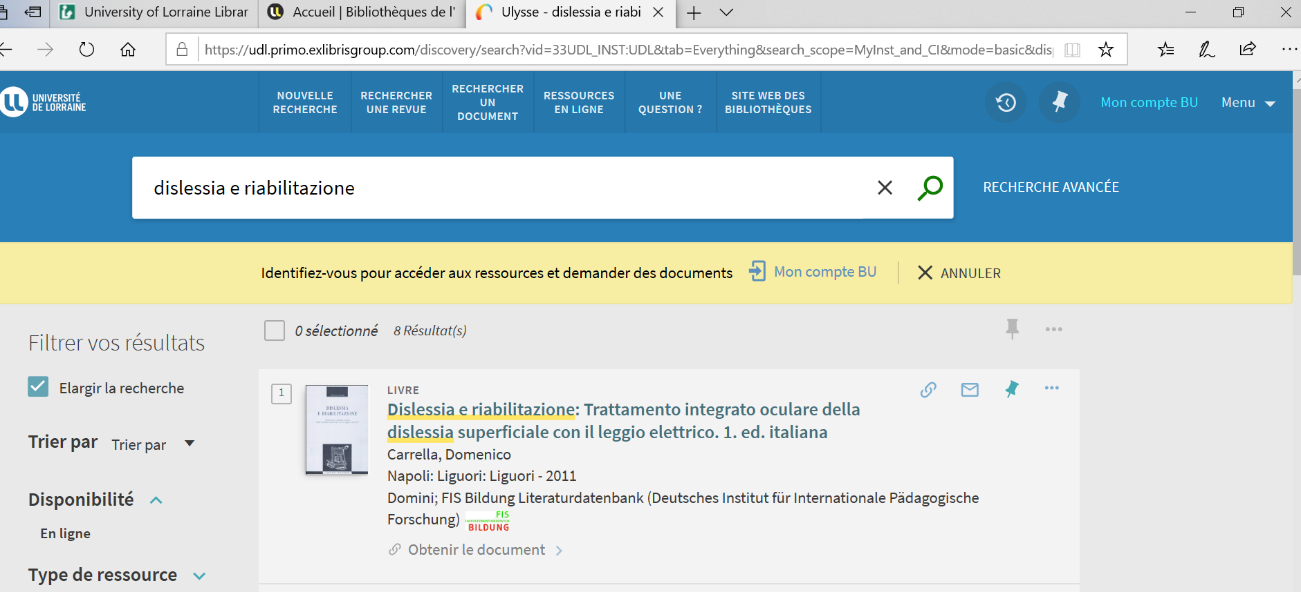 University of Lorraine Librar
Accueil | Bibliothèques de l'
Ulysse - dislessia e riabi
https://udl.primo.exlibrisgroup.com/discovery/search?vid=33UDL_INST:UDL&tab=Everything&search_scope=MyInst_and_CI&mode=basic&dis
UNIVERSITÉ
DE LORRAINE
NOUVELLE
RECHERCHE
RECHERCHER
UNE REVUE
RECHERCHER
UN
DOCUMENT
RESSOURCES
EN LIGNE
UNE
QUESTION ?
SITE WEB DES
BIBLIOTHÈQUES
Mon compte BU
Menu
dislessia e riabilitazione
RECHERCHE AVANCÉE
Identifiez-vous pour accéder aux ressources et demander des documents
Mon compte BU
ANNULER
Filtrer vos résultats
Elargir la recherche
Trier par Trier par
Disponibilité
En ligne
Type de ressource
0 sélectionné 8 Résultat(s)
1
DISLESSIA
E RIABILITAZIONE
LIVRE
Dislessia e riabilitazione: Trattamento integrato oculare della
dislessia superficiale con il leggio elettrico. 1. ed. italiana
Carrella, Domenico
Napoli: Liguori: Liguori - 2011
Domini; FIS Bildung Literaturdatenbank (Deutsches Institut für Internationale Pädagogische
Forschung) FIS
BILDUNG
Obtenir le document